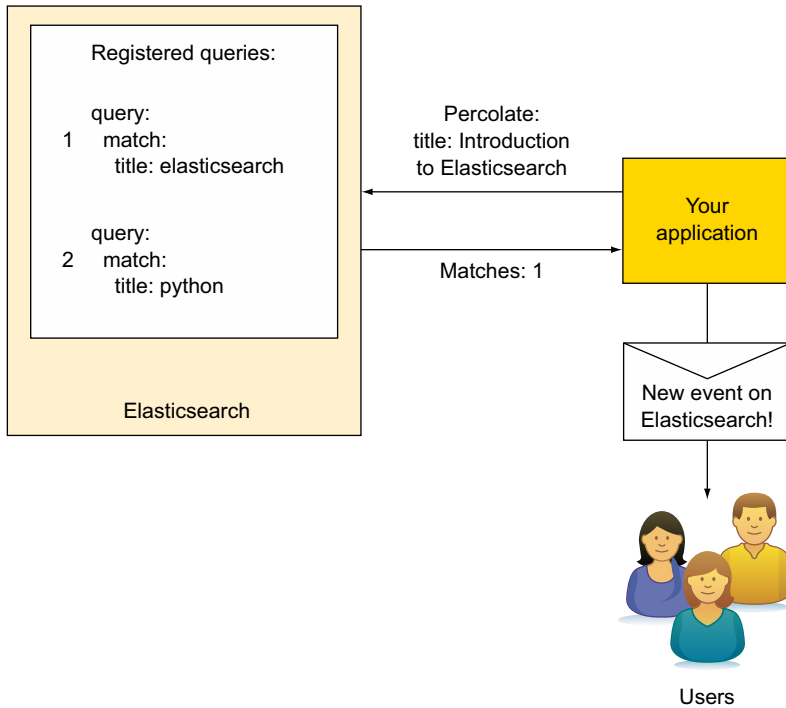 Registered queries:
query:
1 match:
title: elasticsearch
query:
2 match:
title: python
Elasticsearch
Percolate:
title: Introduction
to Elasticsearch
Matches: 1
Your
application
New event on
Elasticsearch!
Users